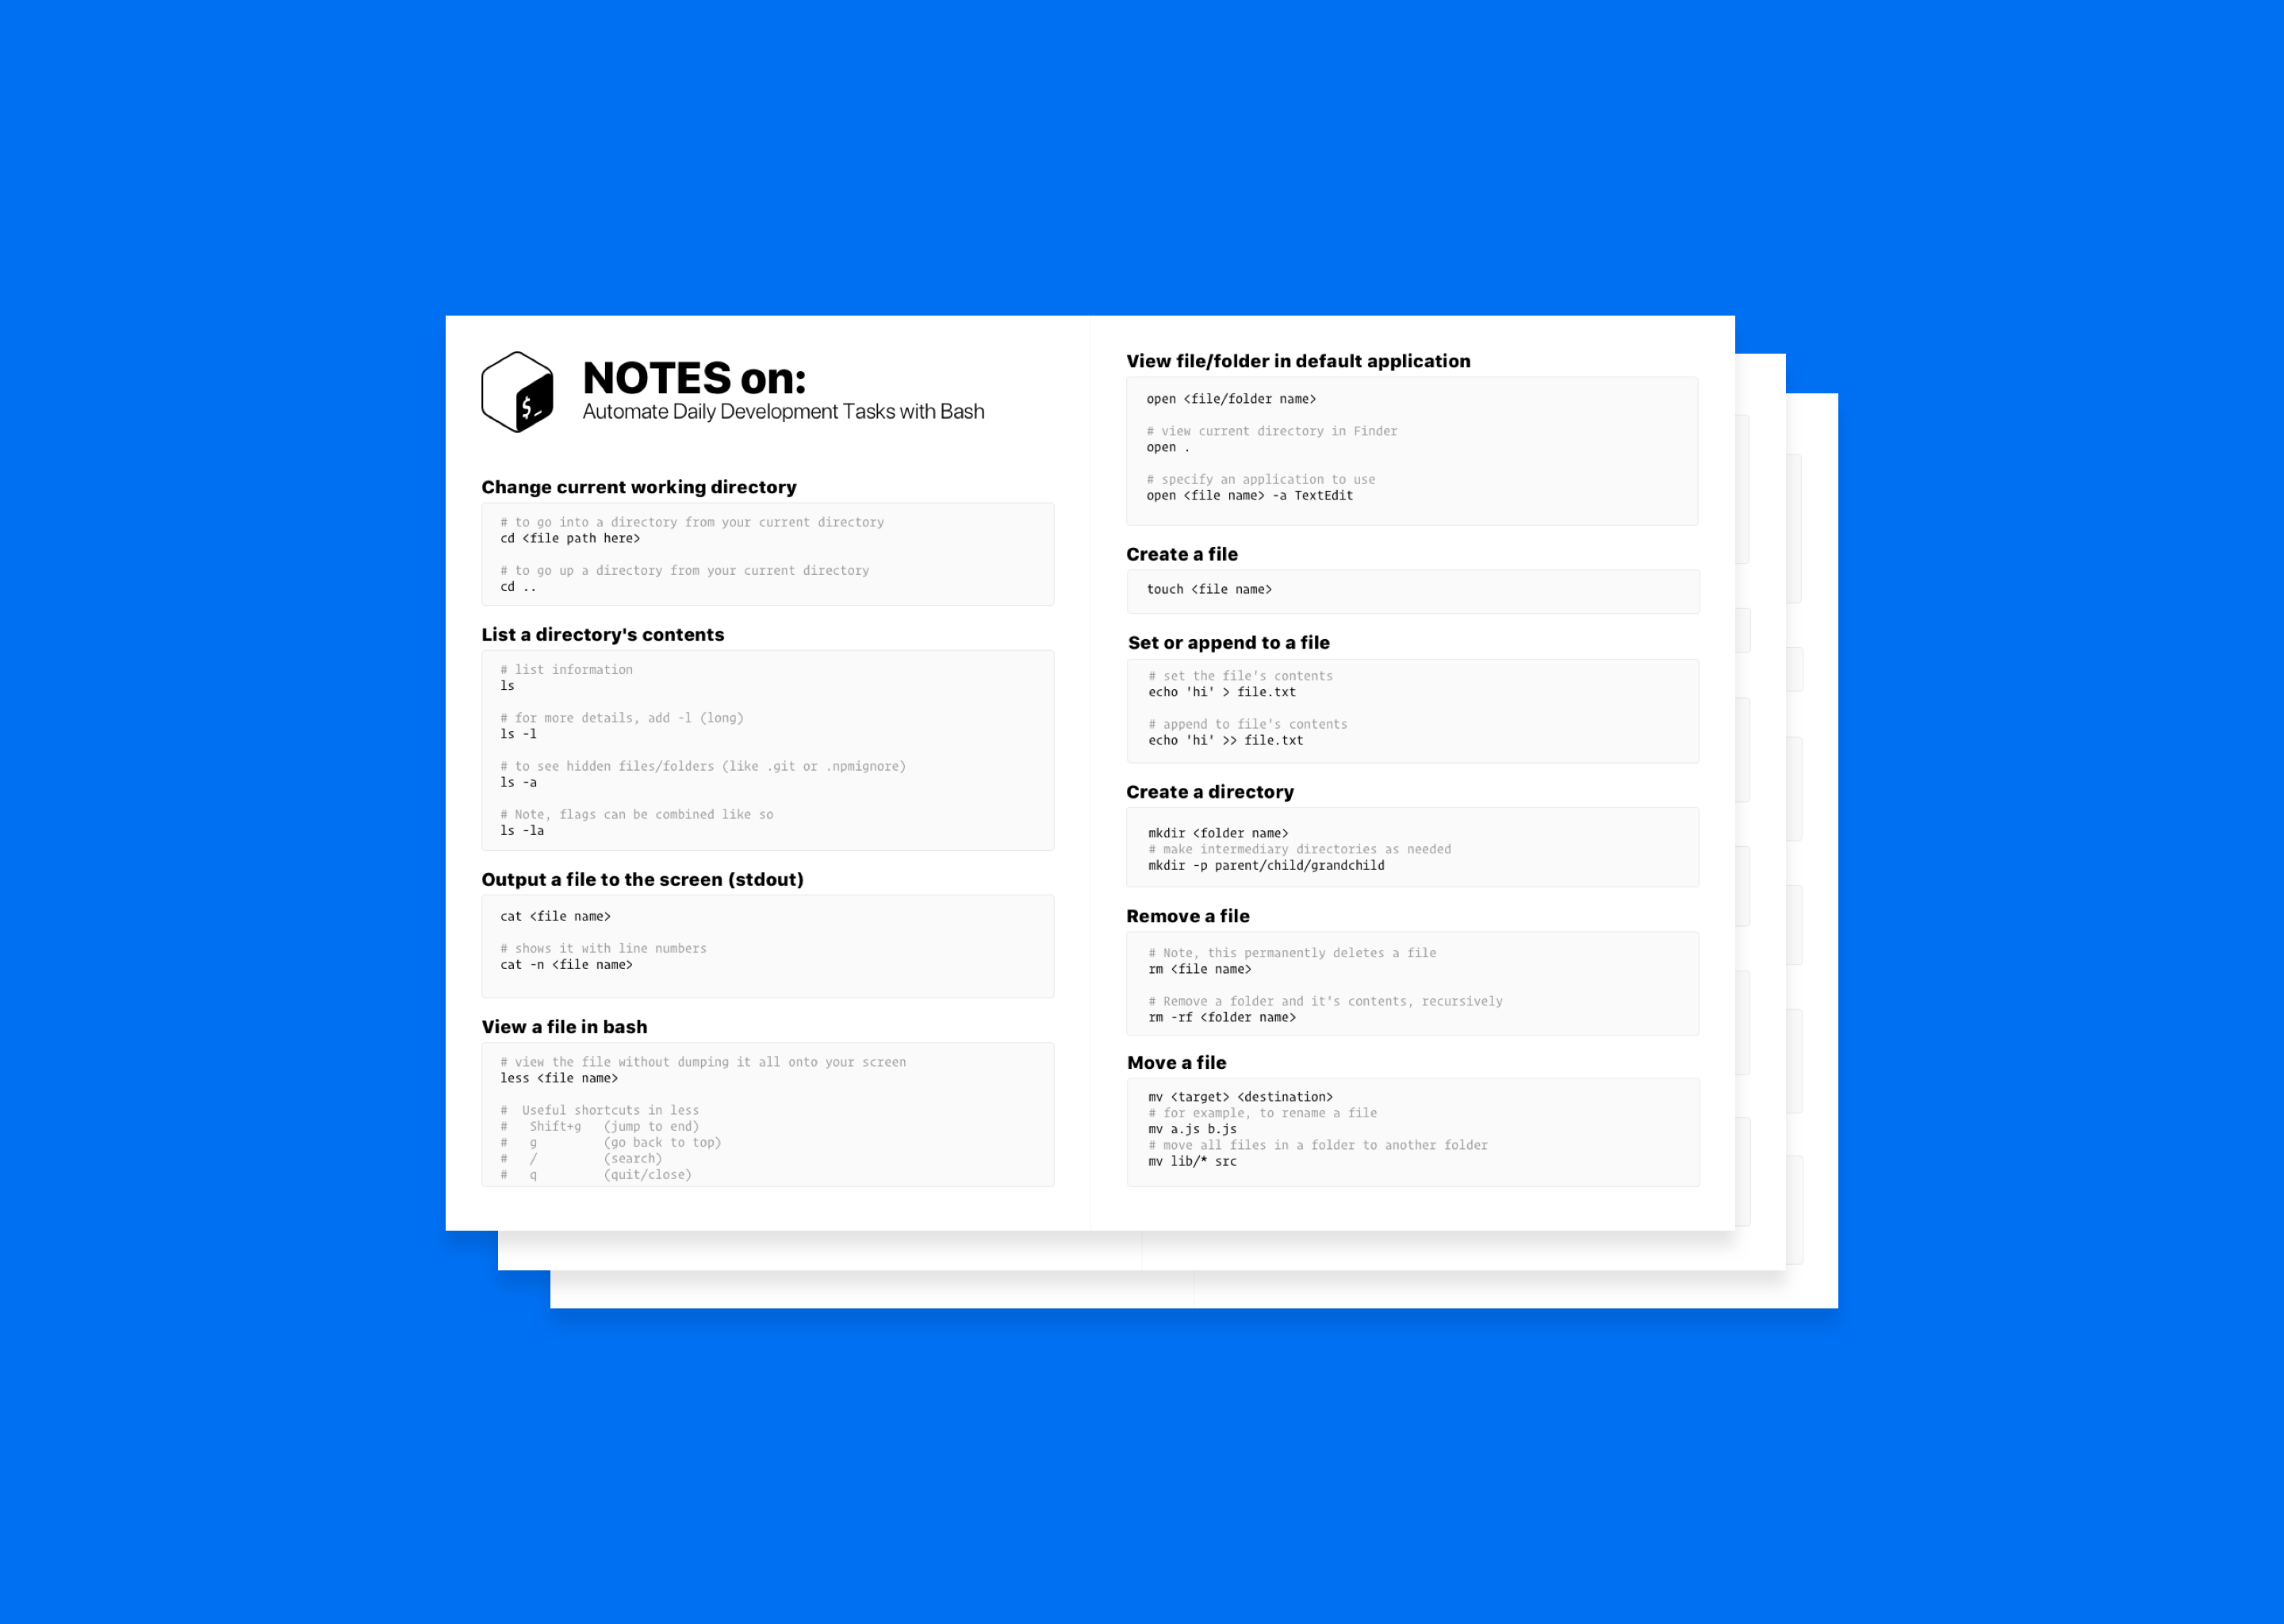 $_
NOTES on:
Automate Daily Development Tasks with Bash
Change current working directory
# to go into a directory from your current directory
cd <file path here>
# to go up a directory from your current directory
cd ..
List a directory's contents
# list information
ls
# for more details, add -l (long)
ls -l
# to see hidden files/folders (like .git or .npmignore)
ls -a
# Note, flags can be combined like so
ls -la
Output a file to the screen (stdout)
cat <file name>
# shows it with line numbers
cat -n <file name>
View a file in bash
# view the file without dumping it all onto your screen
less <file name>
#  Useful shortcuts in less
#   Shift+g   (jump to end)
#   g         (go back to top)
#   /         (search)
#   q         (quit/close)
View file/folder in default application
open <file/folder name>
# view current directory in Finder
open .
# specify an application to use
open <file name> -a TextEdit
Create a file
touch <file name>
Set or append to a file
# set the file's contents
echo 'hi' > file.txt
# append to file's contents
echo 'hi' >> file.txt
Create a directory
mkdir <folder name>
# make intermediary directories as needed
mkdir -p parent/child/grandchild
Remove a file
# Note, this permanently deletes a file
rm <file name>
# Remove a folder and it's contents, recursively
rm -rf <folder name>
Move a file
mv <target> <destination>
# for example, to rename a file
mv a.js b.js
# move all files in a folder to another folder
mv lib/* src